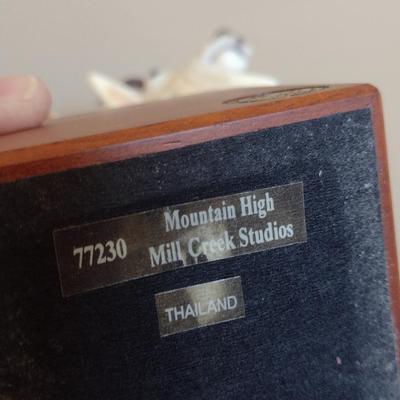 77230 Mountain High
Mill Creek Studios
THAILAND